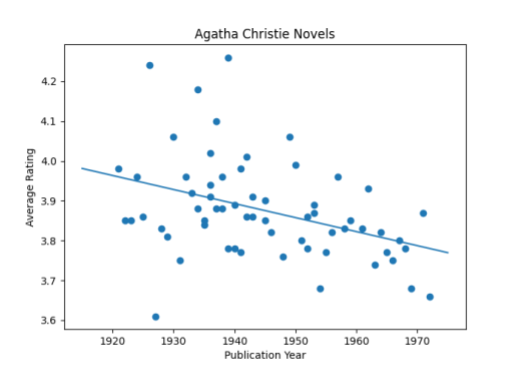 Agatha Christie Novels
4.2
4.1
4.0
3.9
3.8
3.7
3.6
Average Rating
1920 1930 1940 1950 1960 1970
Publication Year